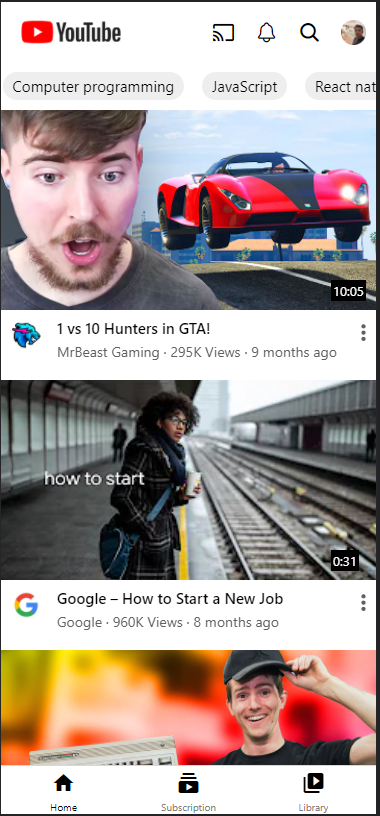 YouTube
Computer programming
JavaScript
React nat
10:05
1 vs 10 Hunters in GTA!
MrBeast Gaming · 295K Views · 9 months ago
how to start
0:31
Google – How to Start a New Job
Google · 960K Views · 8 months ago
Home
Subscription
Library